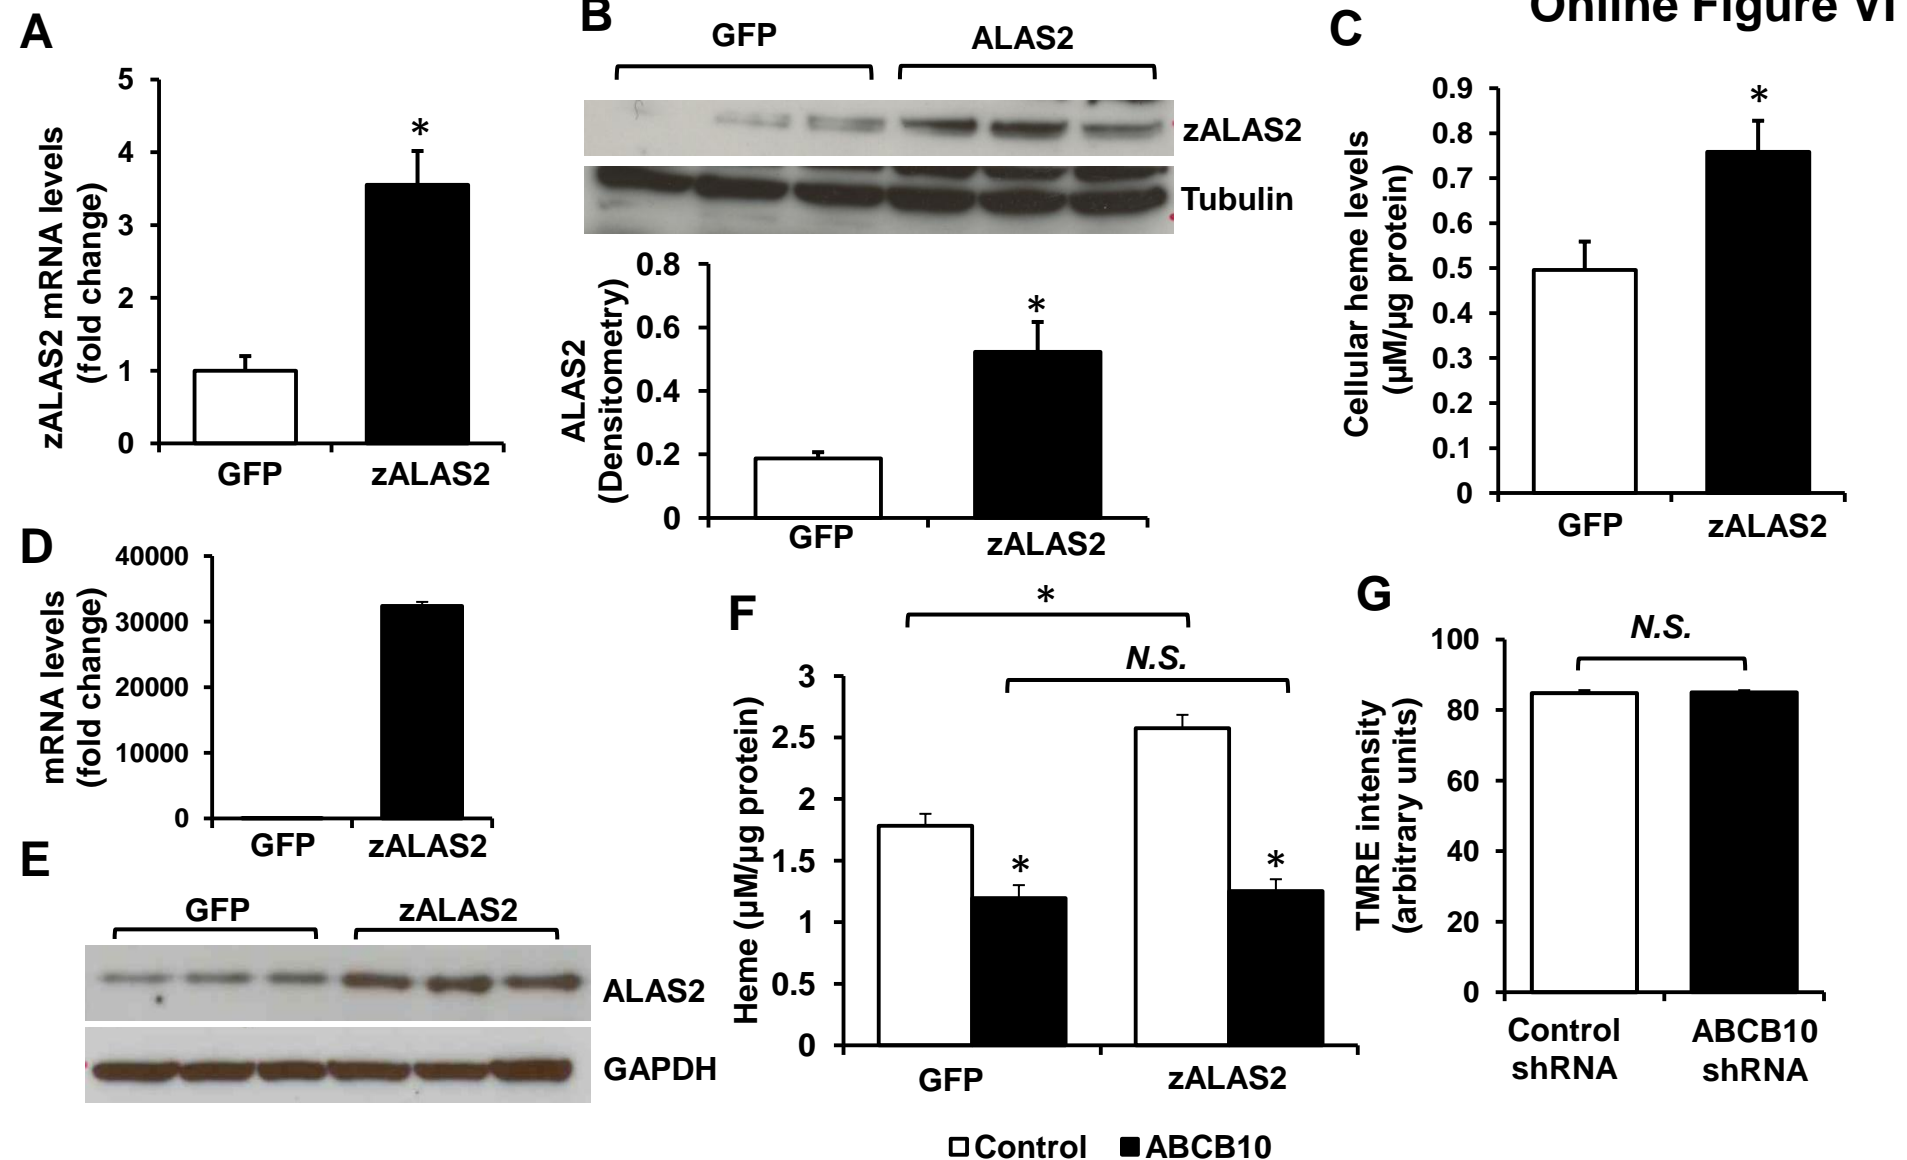 Online Figure VI
A
zALAS2 mRNA levels
(fold change)
5
4
3
2
1
0
*
GFP
zALAS2
B
GFP
ALAS2
zALAS2
Tubulin
ALAS2
(Densitometry)
0.8
0.6
0.4
0.2
0
*
GFP
zALAS2
C
Cellular heme levels
(µM/µg protein)
0.9
0.8
0.7
0.6
0.5
0.4
0.3
0.2
0.1
0
*
GFP
zALAS2
D
mRNA levels
(fold change)
40000
30000
20000
10000
0
GFP
zALAS2
E
GFP
zALAS2
ALAS2
GAPDH
F
*
N.S.
Heme (µM/µg protein)
3
2.5
2
1.5
1
0.5
0
*
*
GFP
zALAS2
Control
ABCB10
G
N.S.
TMRE intensity
(arbitrary units)
100
80
60
40
20
0
Control
shRNA
ABCB10
shRNA